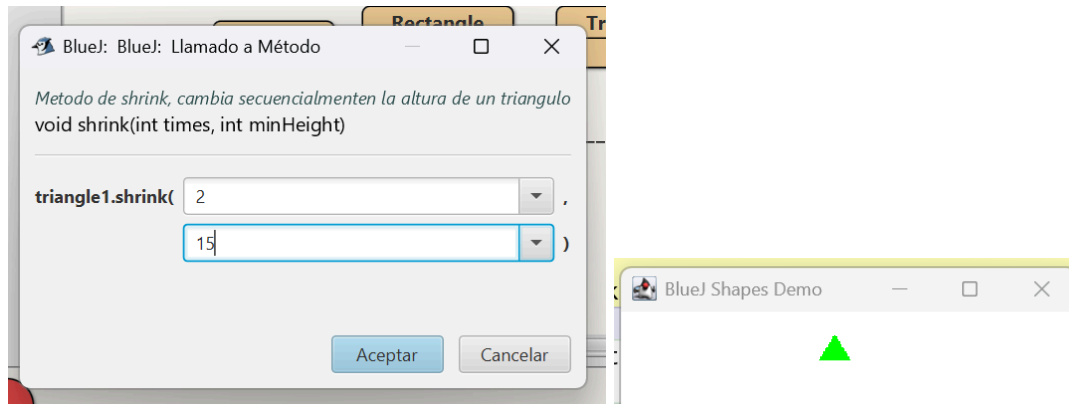 Rectangle
Tr
BlueJ: BlueJ: Llamado a Método
Metodo de shrink, cambia secuencialmenten la altura de un triangulo
void shrink(int times, int minHeight)
triangle1.shrink( 2 ,
15 )
Aceptar Cancelar
BlueJ Shapes Demo